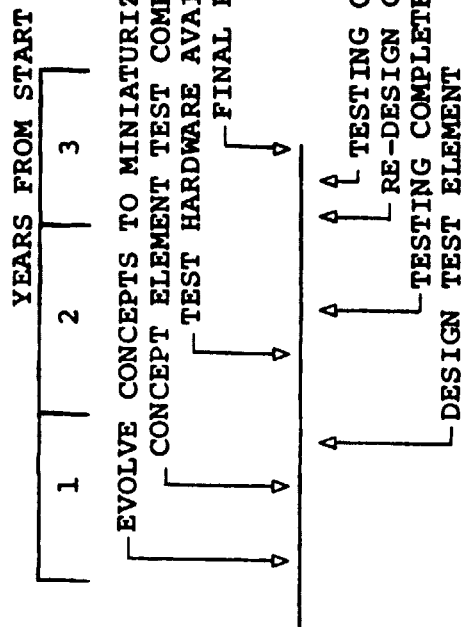 YEARS FROM START
1 2 3
EVOLVE CONCEPTS TO MINIATURIZ
CONCEPT ELEMENT TEST COMP
TEST HARDWARE AVAI
FINAL
TESTING
RE-DESIGN
TESTING COMPLETE
DESIGN TEST ELEMENT